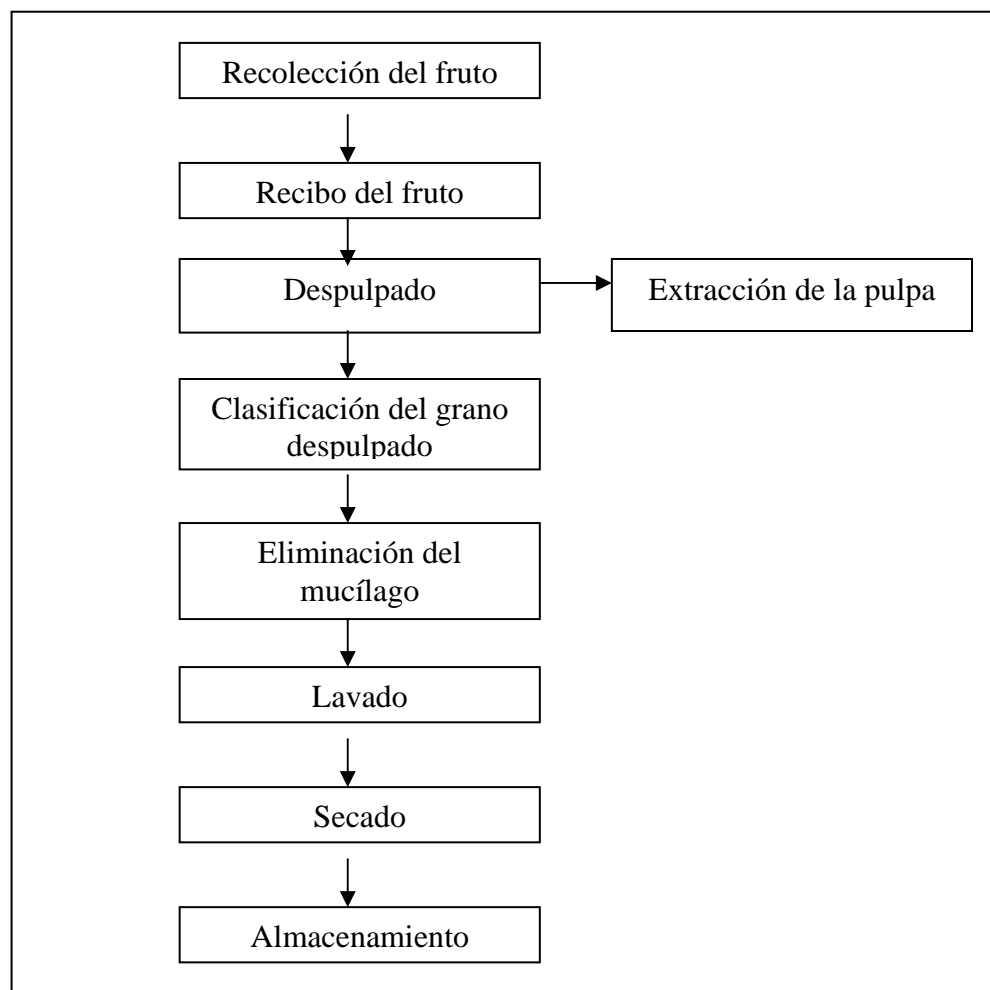 Recolección del fruto
Recibo del fruto
Despulpado
Extracción de la pulpa
Clasificación del grano
despulpado
Eliminación del
mucílago
Lavado
Secado
Almacenamiento